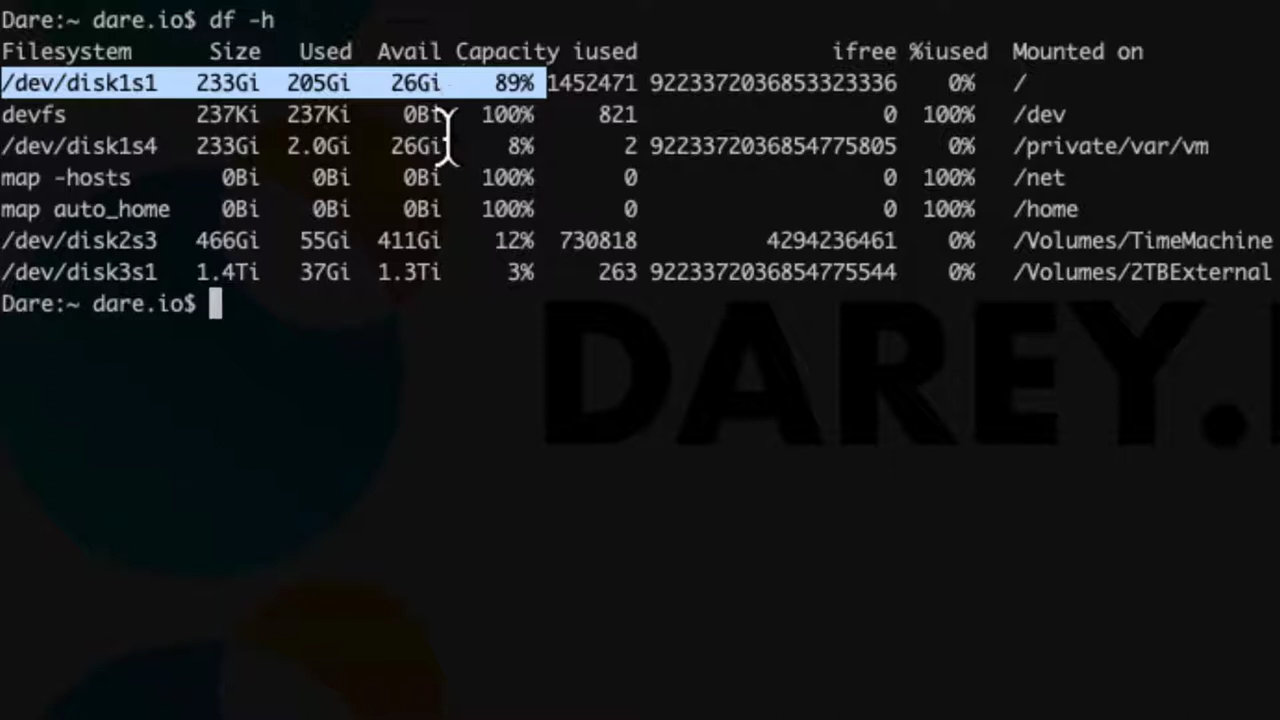 Dare:~ dare.io$ df -h
Filesystem Size Used Avail Capacity iused ifree %iused Mounted on
/dev/disk1s1 233Gi 205Gi 26Gi 89% 1452471 9223372036853323336 0% /
devfs 237Ki 237Ki 0Bi 100% 821 0 100% /dev
/dev/disk1s4 233Gi 2.0Gi 26Gi 8% 2 9223372036854775805 0% /private/var/vm
map -hosts 0Bi 0Bi 0Bi 100% 0 0 100% /net
map auto_home 0Bi 0Bi 0Bi 100% 0 0 100% /home
/dev/disk2s3 466Gi 55Gi 411Gi 12% 730818 4294236461 0% /Volumes/TimeMachine
/dev/disk3s1 1.4Ti 37Gi 1.3Ti 3% 263 9223372036854775544 0% /Volumes/2TBExternal
Dare:~ dare.io$
DAREY.